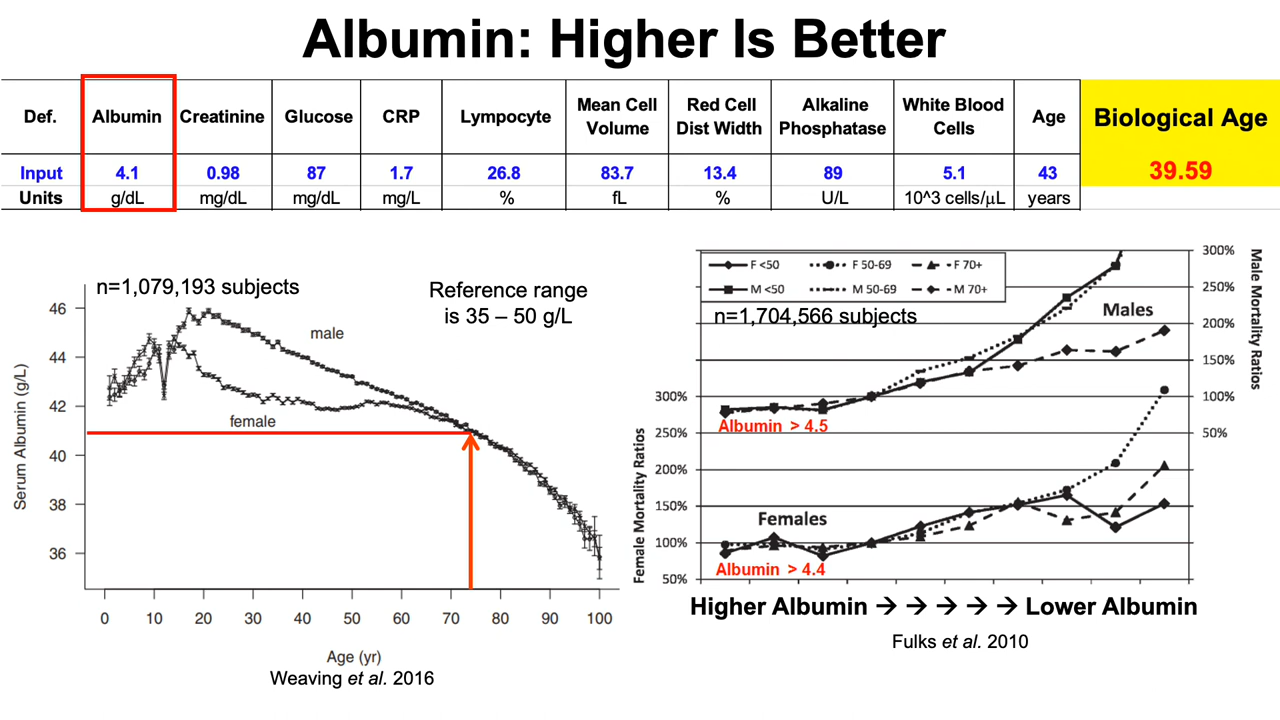 Albumin: Higher Is Better
Def. Albumin Creatinine Glucose CRP Lympocyte Mean Cell Volume Red Cell Dist Width Alkaline Phosphatase White Blood Cells Age Biological Age
Input 4.1 0.98 87 1.7 26.8 83.7 13.4 89 5.1 43 39.59
Units g/dL mg/dL mg/dL mg/L % fL % U/L 10^3 cells/μL years
n=1,079,193 subjects
Reference range
is 35 – 50 g/L
male
female
Serum Albumin (g/L)
46
44
42
40
38
36
0 10 20 30 40 50 60 70 80 90 100
Age (yr)
Weaving et al. 2016
F <50 F 50-69 F 70+
M <50 M 50-69 M 70+
n=1,704,566 subjects
Males
300%
250%
200%
150%
100%
50%
Male Mortality Ratios
Albumin > 4.5
Female Mortality Ratios
300%
250%
200%
150%
100%
50%
Females
Albumin > 4.4
Higher Albumin → → → → → Lower Albumin
Fulks et al. 2010